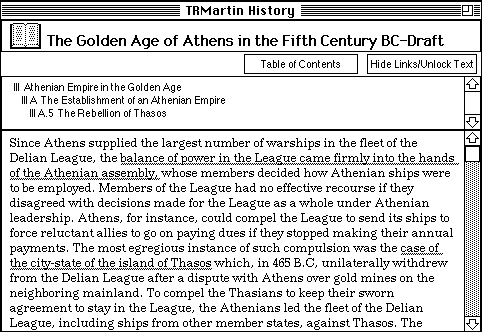 TRMartin History
The Golden Age of Athens in the Fifth Century BC-Draft
Table of Contents
Hide Links/Unlock Text
III Athenian Empire in the Golden Age
III A The Establishment of an Athenian Empire
III A.5 The Rebellion of Thasos
Since Athens supplied the largest number of warships in the fleet of the
Delian League, the balance of power in the League came firmly into the hands
of the Athenian assembly, whose members decided how Athenian ships were
to be employed. Members of the League had no effective recourse if they
disagreed with decisions made for the League as a whole under Athenian
leadership. Athens, for instance, could compel the League to send its ships to
force reluctant allies to go on paying dues if they stopped making their annual
payments. The most egregious instance of such compulsion was the case of
the city-state of the island of Thasos which, in 465 B.C, unilaterally withdrew
from the Delian League after a dispute with Athens over gold mines on the
neighboring mainland. To compel the Thasians to keep their sworn
agreement to stay in the League, the Athenians led the fleet of the Delian
League, including ships from other member states, against Thasos. The